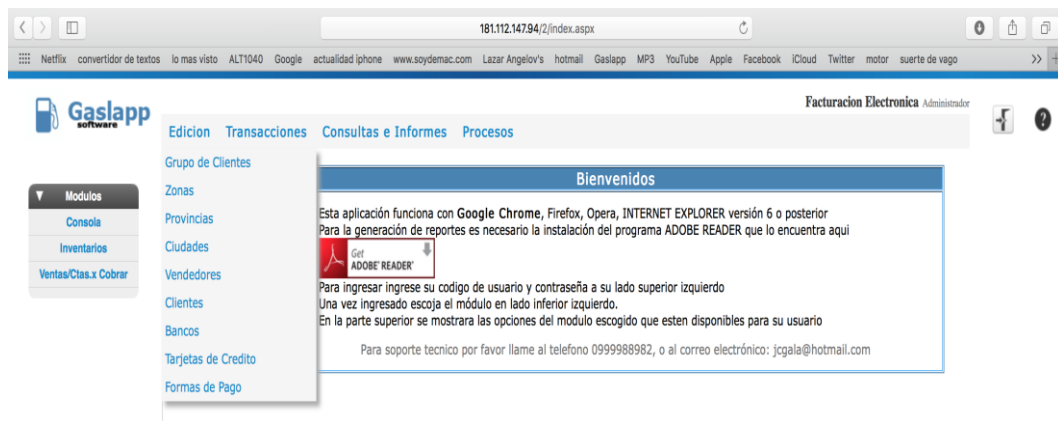 181.112.147.94/2/index.aspx
Netflix convertidor de textos lo mas visto ALT1040 Google actualidad iphone www.soydemac.com Lazar Angelov's hotmail Gaslapp MP3 YouTube Apple Facebook iCloud Twitter motor suerte de vago >> +
Gaslapp
software
Facturacion Electronica Administrador
Edicion Transacciones Consultas e Informes Procesos
Grupo de Clientes
Zonas
Provincias
Ciudades
Vendedores
Clientes
Bancos
Tarjetas de Credito
Formas de Pago
Modulos
Consola
Inventarios
Ventas/Ctas.x Cobrar
Bienvenidos
Esta aplicación funciona con Google Chrome, Firefox, Opera, INTERNET EXPLORER versión 6 o posterior
Para la generación de reportes es necesario la instalación del programa ADOBE READER que lo encuentra aqui
Get
ADOBE® READER®
Para ingresar ingrese su codigo de usuario y contraseña a su lado superior izquierdo
Una vez ingresado escoja el módulo en lado inferior izquierdo.
En la parte superior se mostrara las opciones del modulo escogido que esten disponibles para su usuario
Para soporte tecnico por favor llame al telefono 0999988982, o al correo electrónico: jcgala@hotmail.com